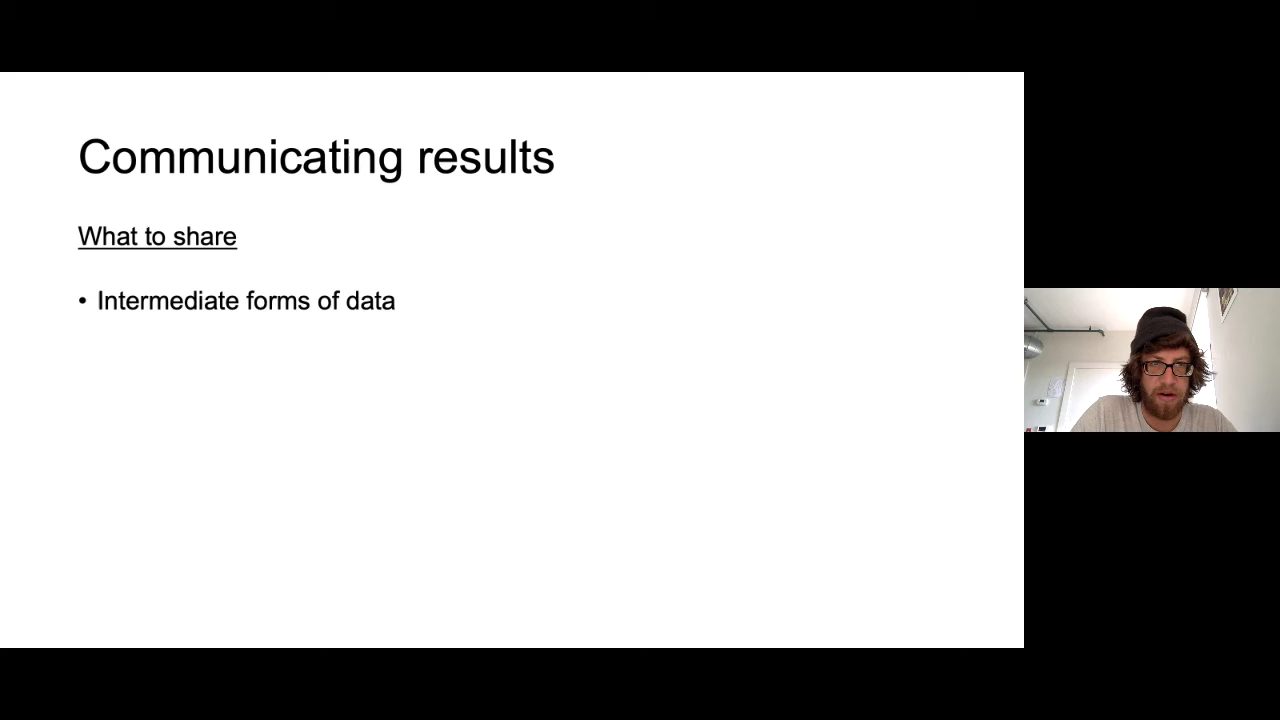 Communicating results
What to share
• Intermediate forms of data